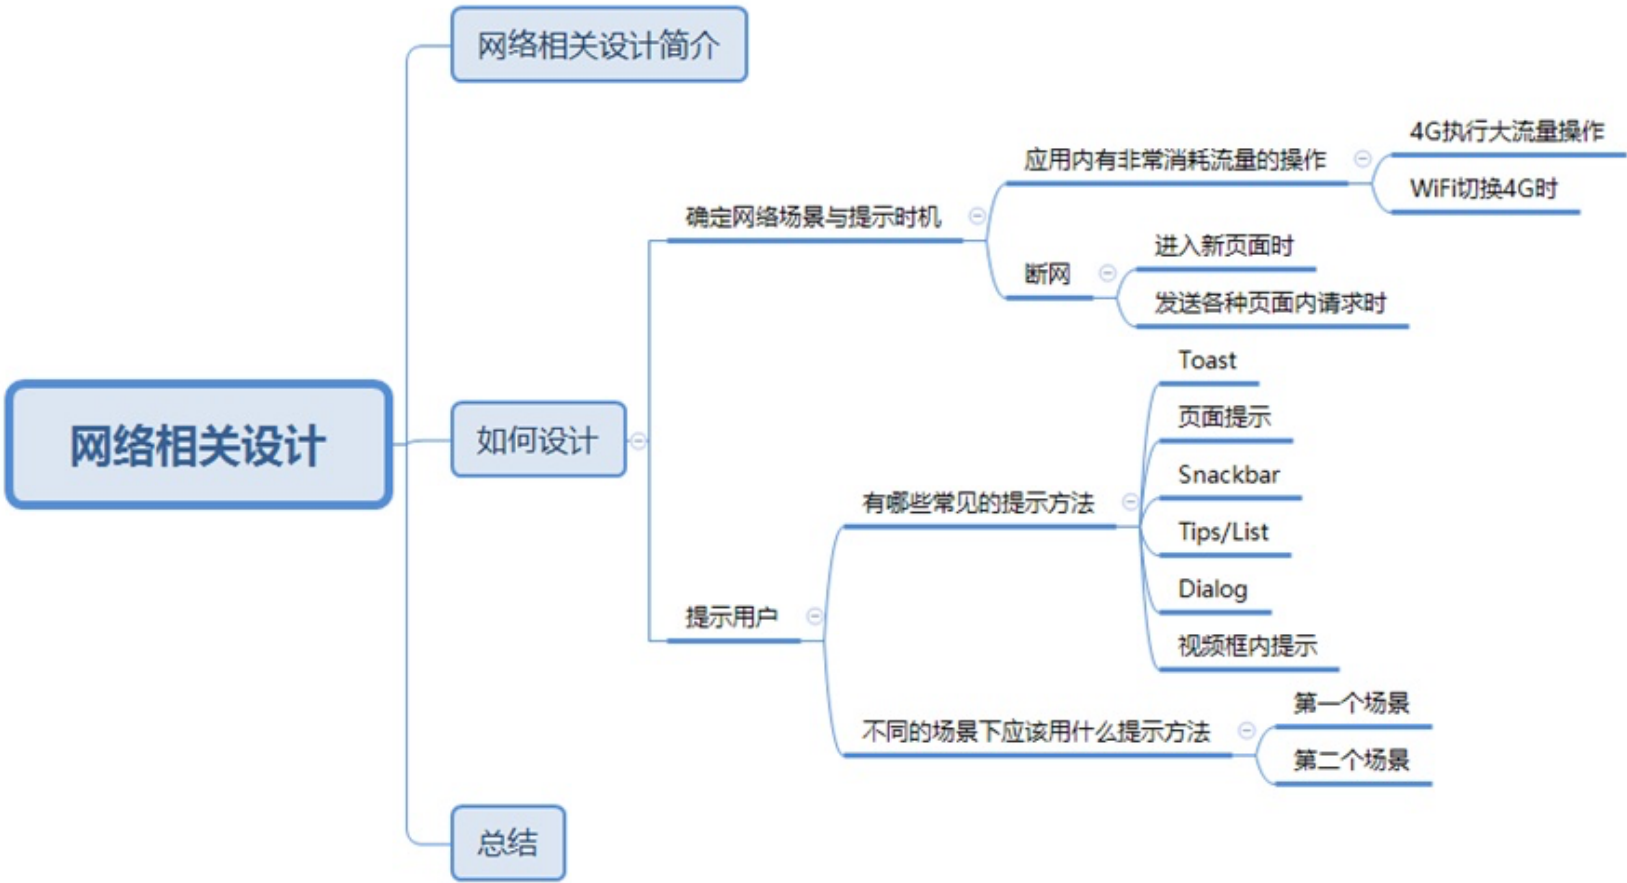 网络相关设计
网络相关设计简介
如何设计
确定网络场景与提示时机
应用内有非常消耗流量的操作
4G执行大流量操作
WiFi切换4G时
断网
进入新页面时
发送各种页面内请求时
提示用户
有哪些常见的提示方法
Toast
页面提示
Snackbar
Tips/List
Dialog
视频框内提示
不同的场景下应该用什么提示方法
第一个场景
第二个场景
总结